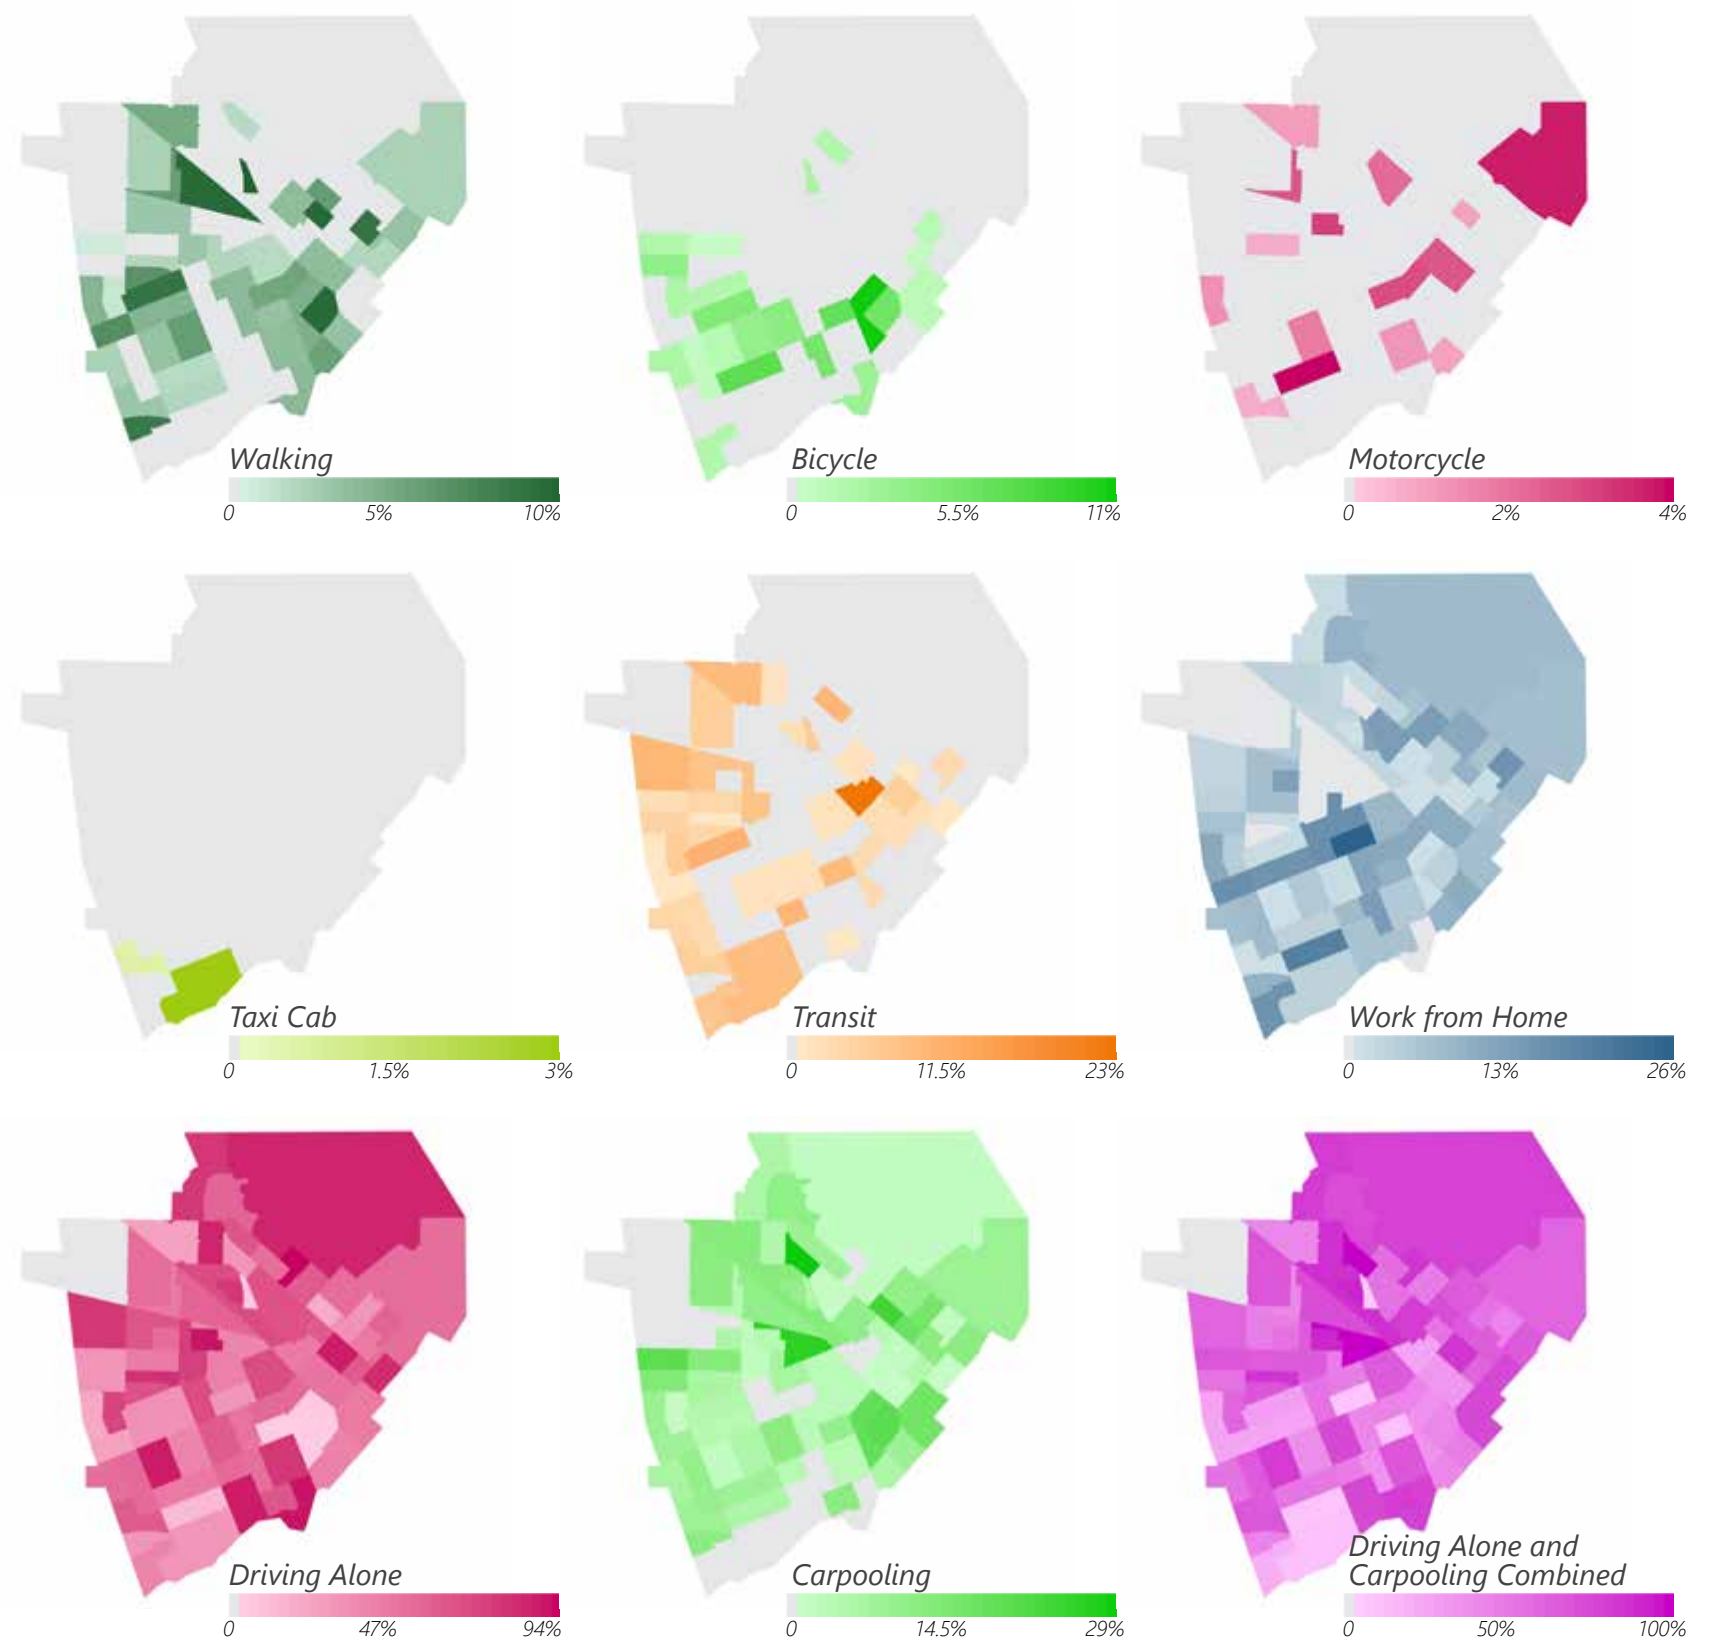 Walking
0 5% 10%
Bicycle
0 5.5% 11%
Motorcycle
0 2% 4%
Taxi Cab
0 1.5% 3%
Transit
0 11.5% 23%
Work from Home
0 13% 26%
Driving Alone
0 47% 94%
Carpooling
0 14.5% 29%
Driving Alone and
Carpooling Combined
0 50% 100%